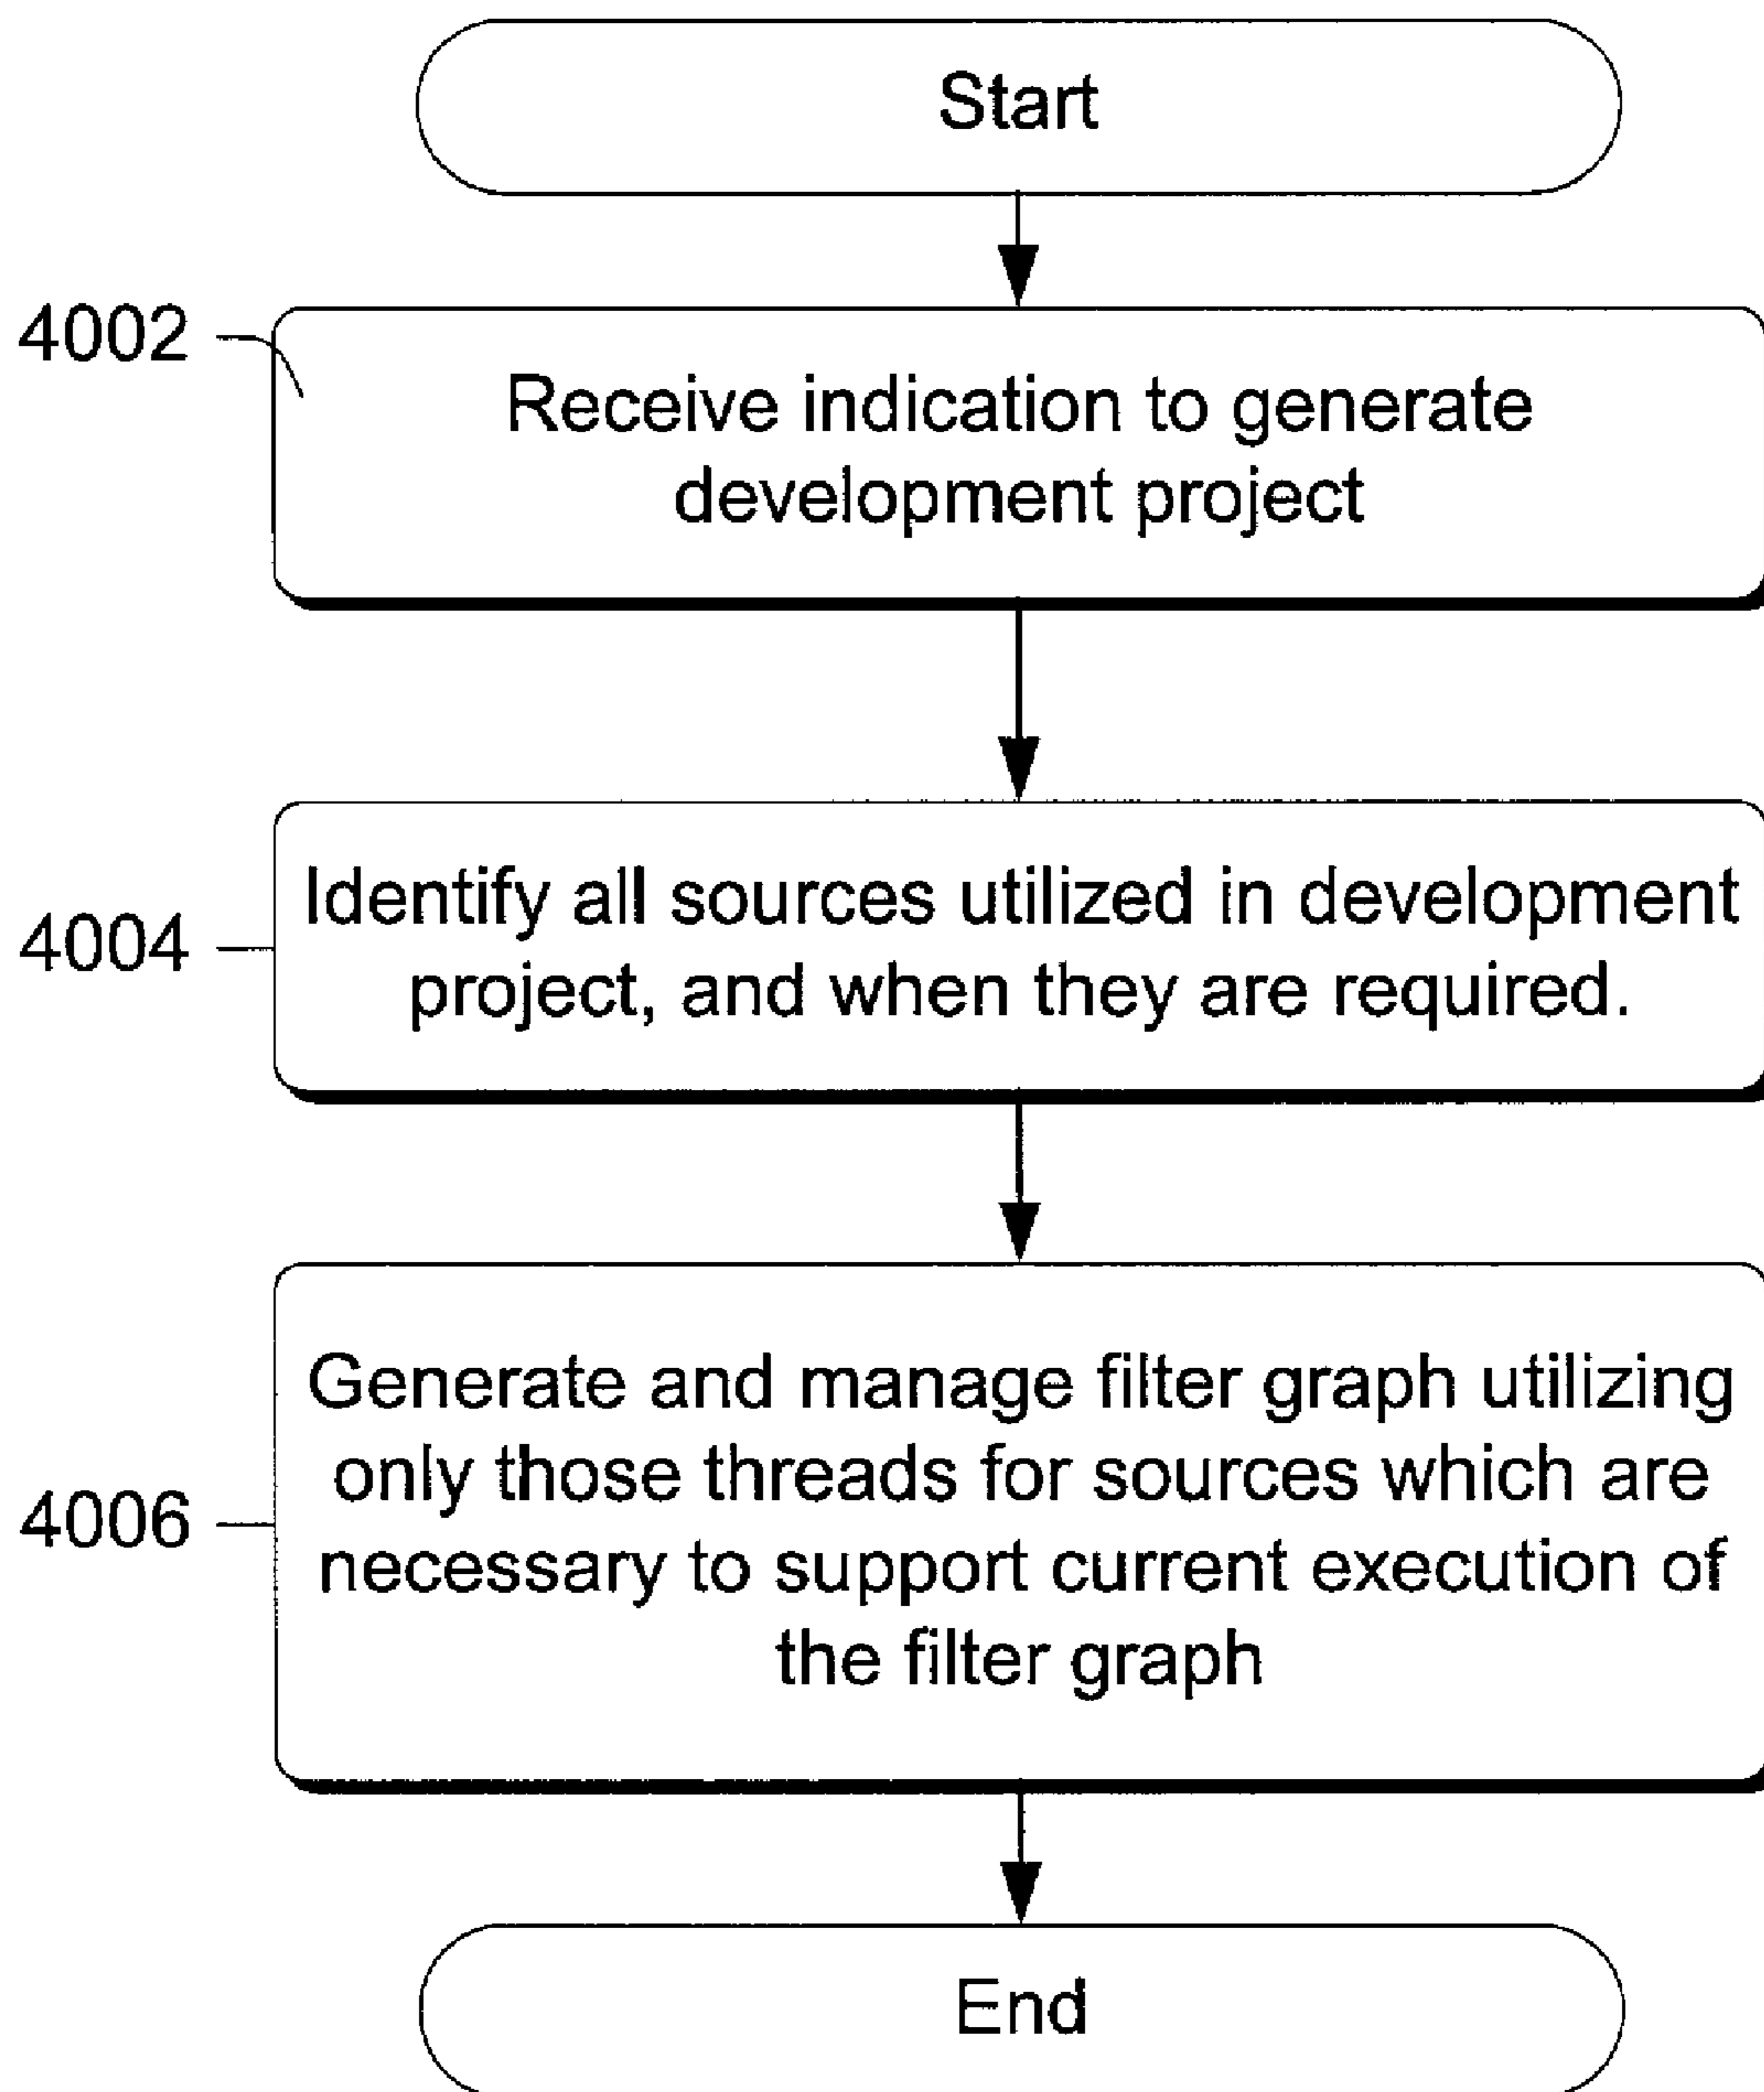 Start
4002
Receive indication to generate
development project
4004
Identify all sources utilized in development
project, and when they are required.
4006
Generate and manage filter graph utilizing
only those threads for sources which are
necessary to support current execution of
the filter graph
End